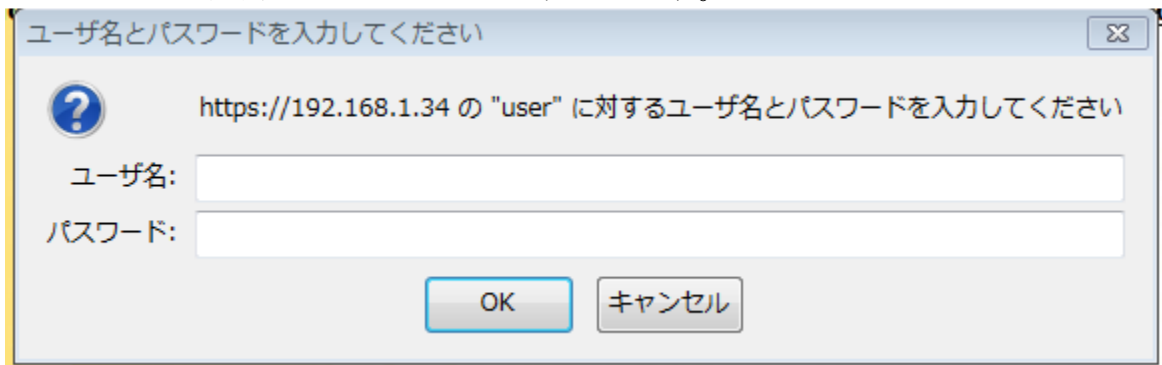 ユーザ名とパスワードを入力してください
https://192.168.1.34 の "user" に対するユーザ名とパスワードを入力してください
ユーザ名:
パスワード:
OK キャンセル